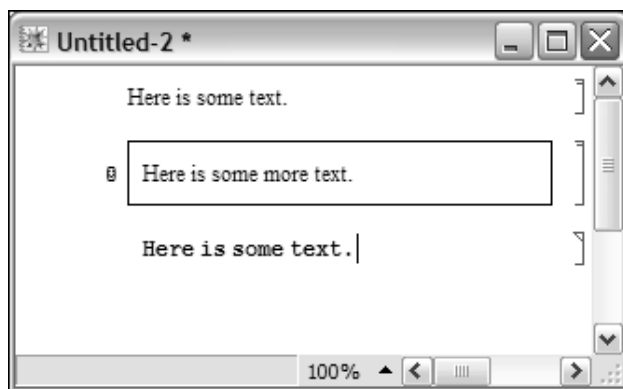 Untitled-2 *
Here is some text.
Here is some more text.
Here is some text.
100%